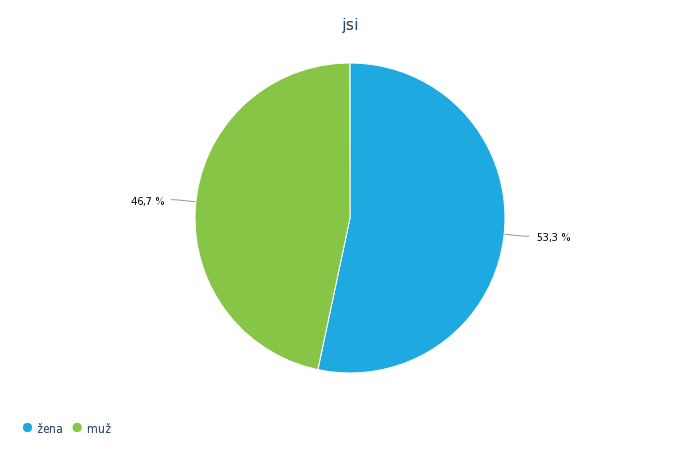 jsi
46,7 %
53,3 %
žena muž